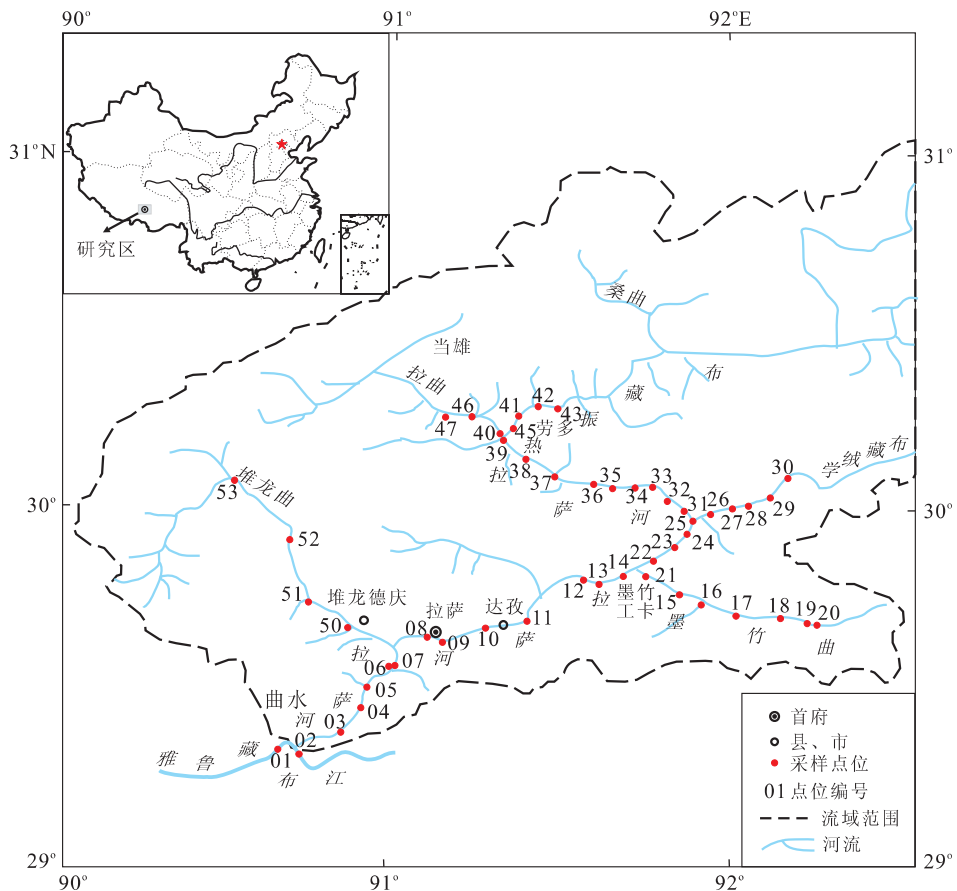 90° 91° 92°E
31°N 31°
研究区
桑曲
当雄
拉曲
藏 布
46 47 41 42 43
劳多振
40 45
39 热
38 拉
37 36 35 34 33
萨 河
32 31
30
学绒藏布
25 26 27 28 29
53 堆龙曲
30° 30°
52
24 23 22
51 堆龙德庆
50
拉萨 达孜
08 09 10 11
12 13 14
拉 墨竹
工卡
21
15 16 17 18 19 20
墨 竹 曲
拉 河 萨
06 07
05
曲水
萨 04
河 03
02
01
雅 鲁 藏 布 江
首府
县、市
采样点位
01 点位编号
流域范围
河流
29° 29°
90° 91° 92°